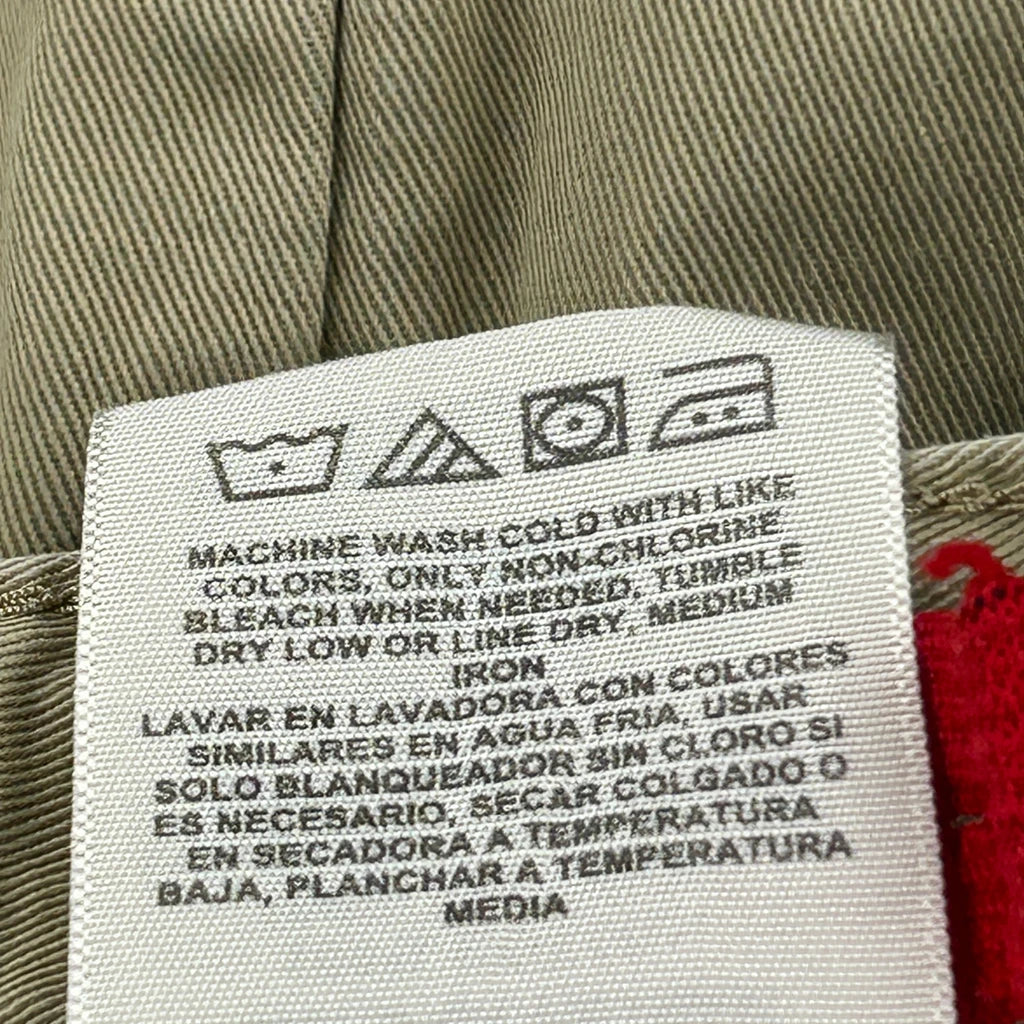 MACHINE WASH COLD WITH LIKE
COLORS, ONLY NON-CHLORINE
BLEACH WHEN NEEDED, TUMBLE
DRY LOW OR LINE DRY, MEDIUM
IRON
LAVAR EN LAVADORA CON COLORES
SIMILARES EN AGUA FRIA, USAR
SOLO BLANQUEADOR SIN CLORO SI
ES NECESARIO, SECAR COLGADO O
EN SECADORA A TEMPERATURA
BAJA, PLANCHAR A TEMPERATURA
MEDIA